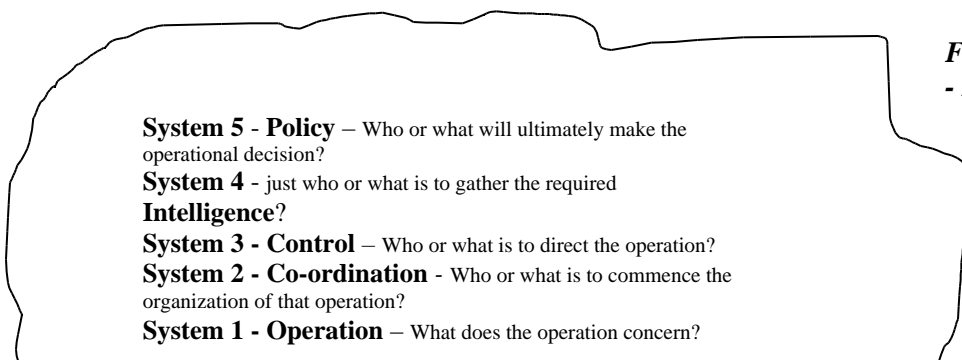 F
-
System 5 - Policy – Who or what will ultimately make the
operational decision?
System 4 - just who or what is to gather the required
Intelligence?
System 3 - Control – Who or what is to direct the operation?
System 2 - Co-ordination - Who or what is to commence the
organization of that operation?
System 1 - Operation – What does the operation concern?